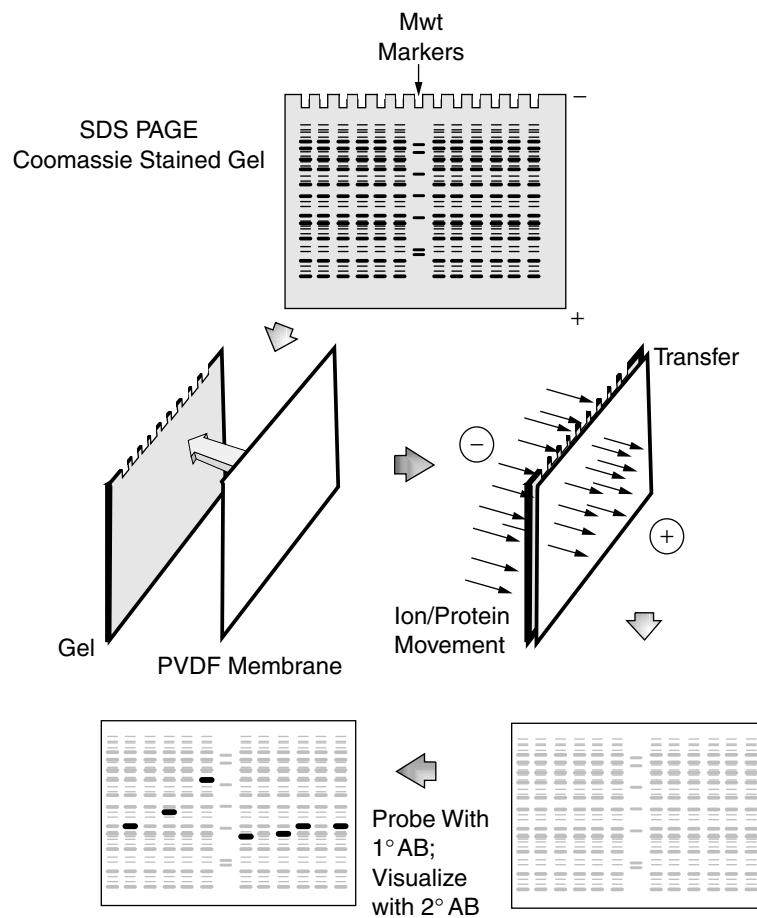 Mwt
Markers
−
SDS PAGE
Coomassie Stained Gel
+
Transfer
−
+
Ion/Protein
Movement
Gel
PVDF Membrane
Probe With
1° AB;
Visualize
with 2° AB